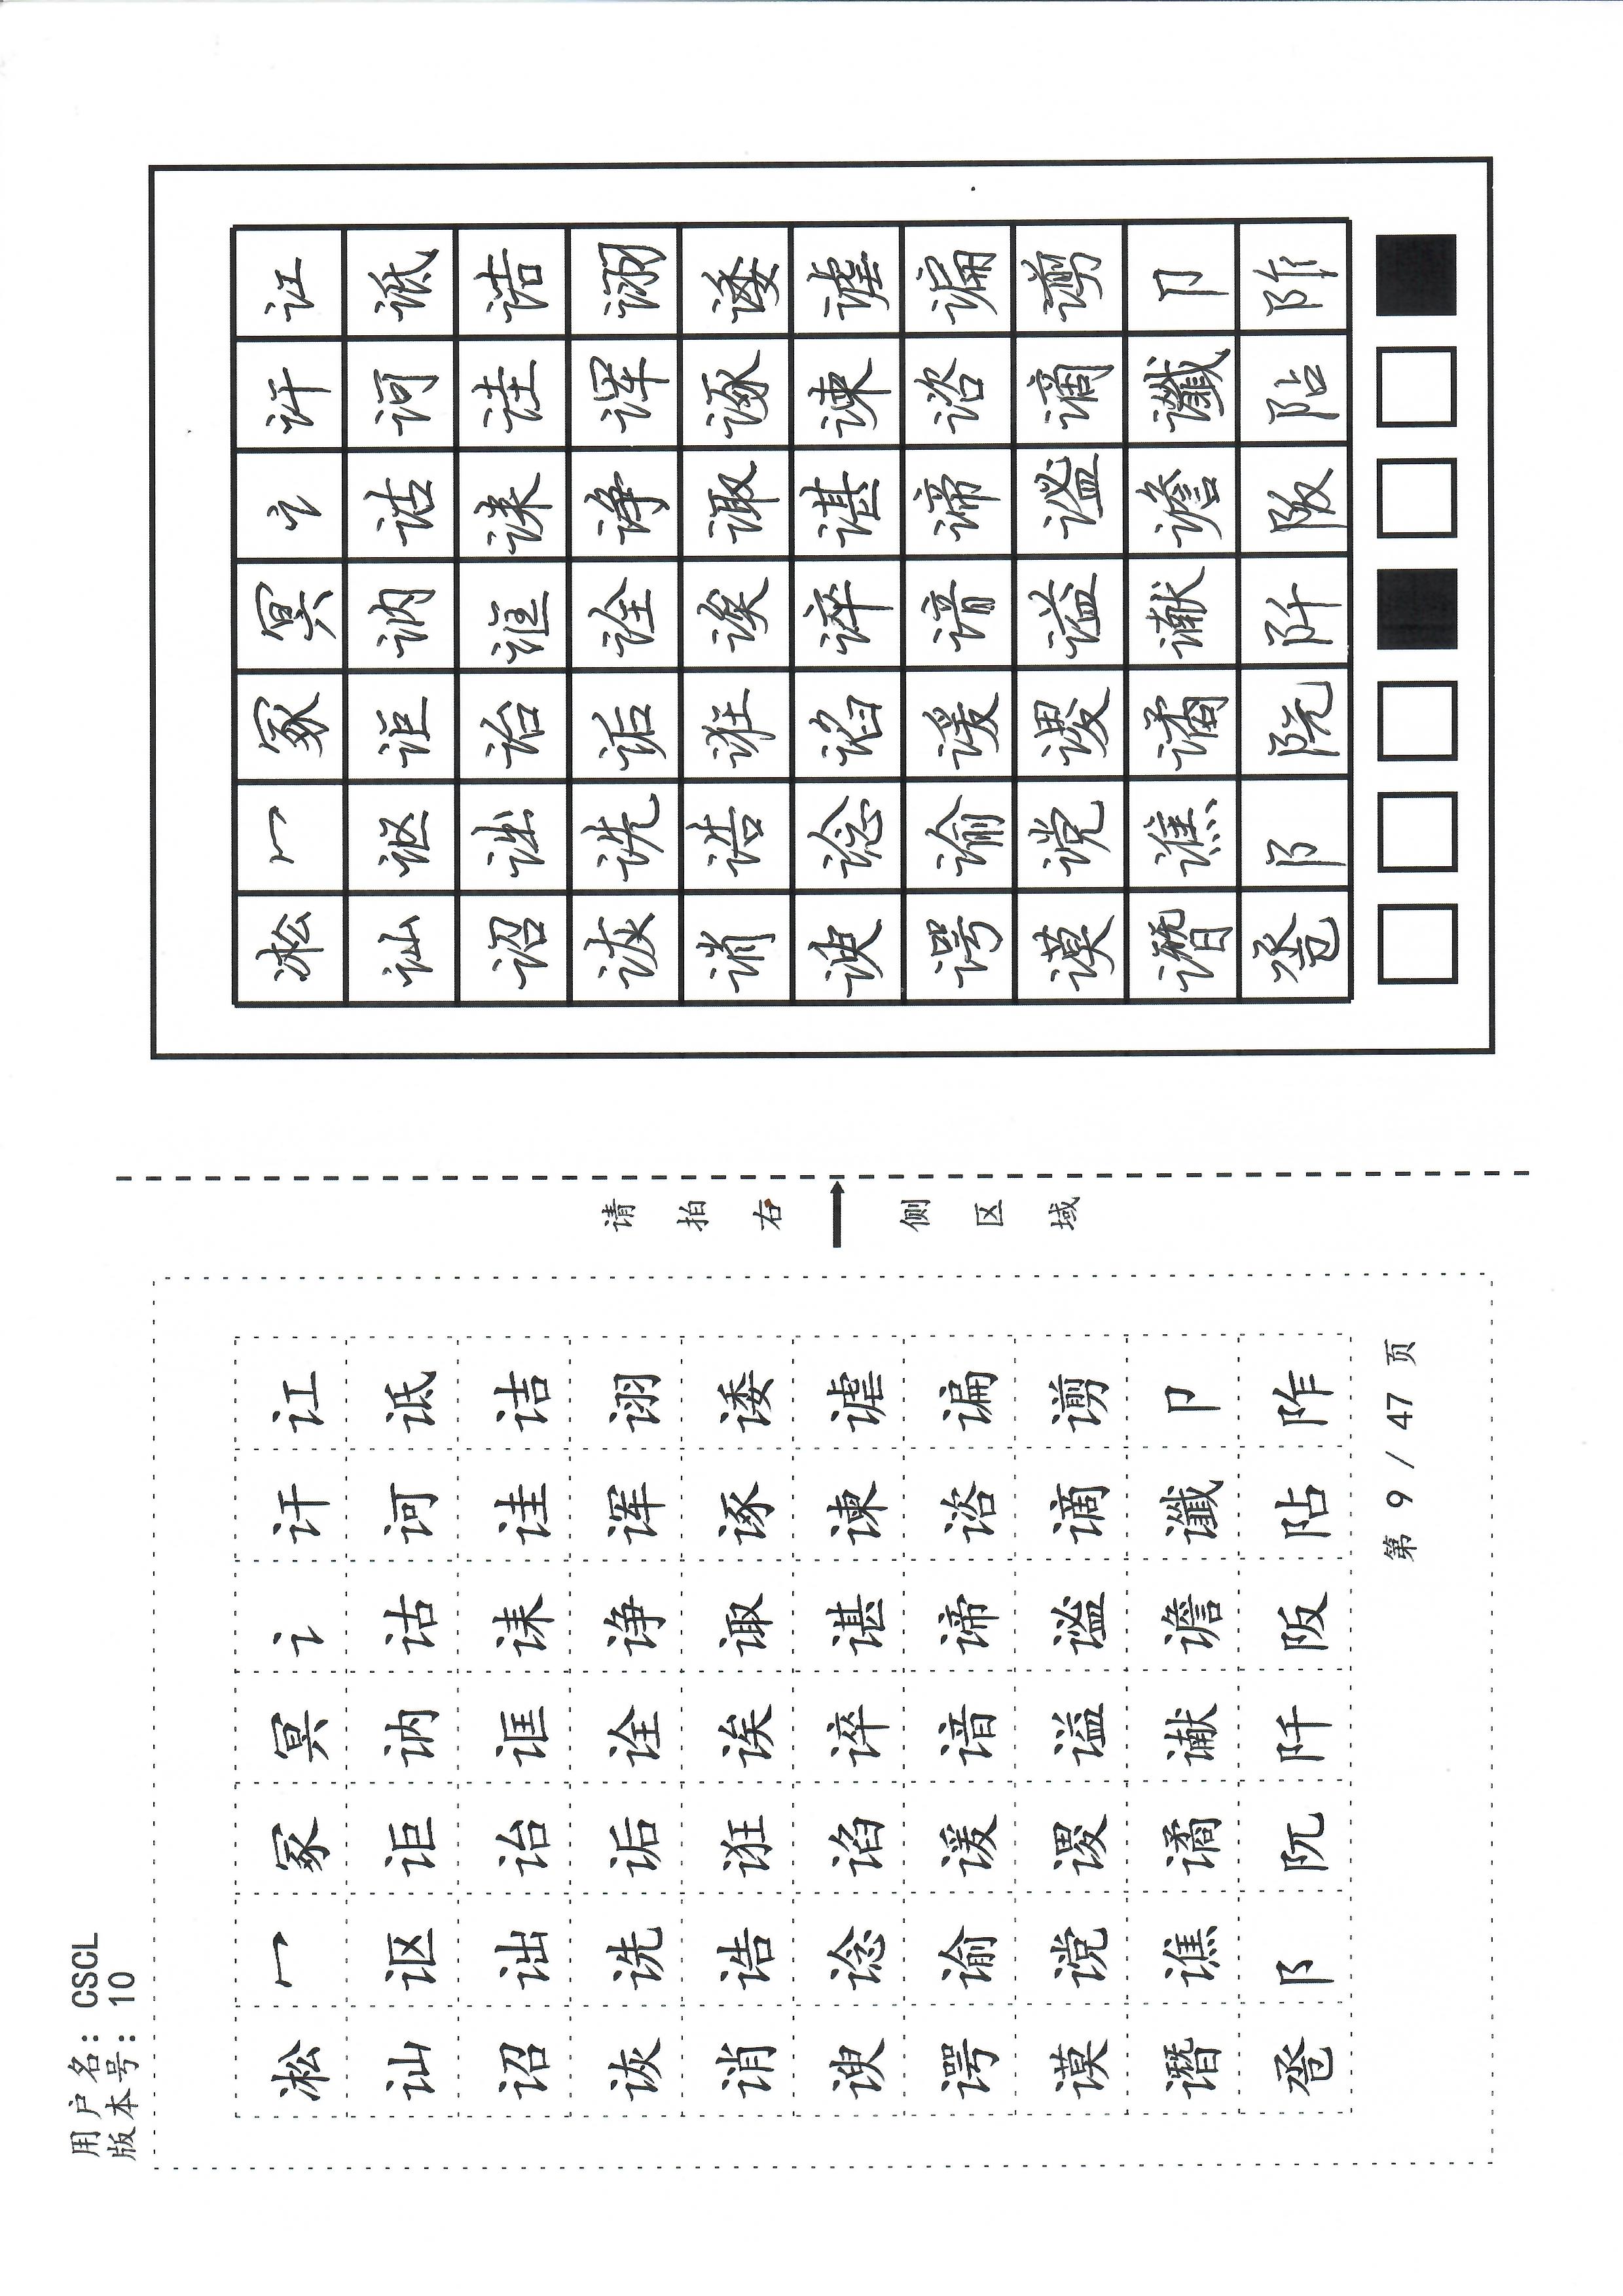 用户名：CSCL
版本号：10
凇 冖 冢 冥 讠 讦 讧
讪 讴 讵 讷 诂 诃 诋
诏 诎 诒 诓 诔 诖 诘
诙 诜 诟 诠 诤 诨 诩
诮 诰 诳 诶 诹 诼 诿
谀 谂 谄 谇 谌 谏 谑
谔 谕 谖 谙 谛 谘 谝
谟 谠 谡 谥 谧 谪 谫
谮 谯 谲 谳 谵 谶 卩
卺 阝 阢 阡 阪 阽 阼
第 9 / 47 页
请拍右侧区域
凇 冖 冢 冥 讠 讦 讧
讪 讴 讵 讷 诂 诃 诋
诏 诎 诒 诓 诔 诖 诘
诙 诜 诟 诠 诤 诨 诩
诮 诰 诳 诶 诹 诼 诿
谀 谂 谄 谇 谌 谏 谑
谔 谕 谖 谙 谛 谘 谝
谟 谠 谡 谥 谧 谪 谫
谮 谯 谲 谳 谵 谶 卩
卺 阝 阢 阡 阪 阽 阼